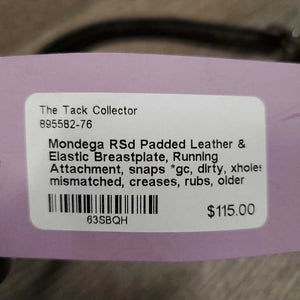 The Tack Collector
895582-76
Mondega RSd Padded Leather &
Elastic Breastplate, Running
Attachment, snaps *gc, dirty, xholes
mismatched, creases, rubs, older
63SBQH
$115.00